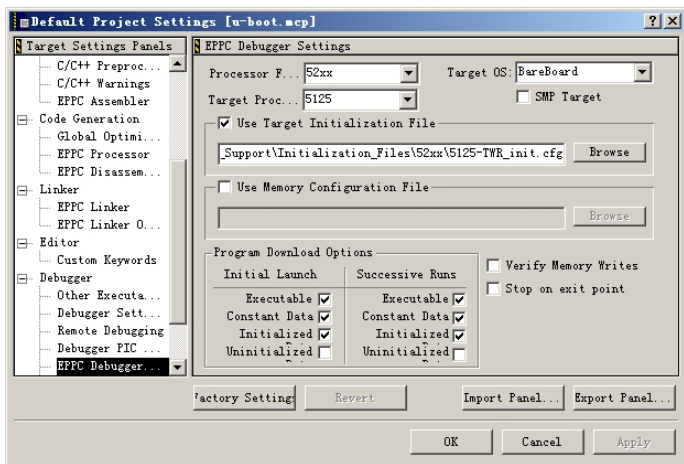 Default Project Settings [u-boot.mcp]
Target Settings Panels
C/C++ Preproc...
C/C++ Warnings
EPPC Assembler
Code Generation
Global Optimi...
EPPC Processor
EPPC Disassem...
Linker
EPPC Linker
EPPC Linker O...
Editor
Custom Keywords
Debugger
Other Executa...
Debugger Sett...
Remote Debugging
Debugger PIC ...
EPPC Debugger...
EPPC Debugger Settings
Processor F... 52xx Target OS: BareBoard
Target Proc... 5125 SMP Target
Use Target Initialization File
_Support\Initialization_Files\52xx\5125-TWR_init.cfg Browse
Use Memory Configuration File
Browse
Program Download Options
Initial Launch Successive Runs
Executable Executable
Constant Data Constant Data
Initialized Initialized
Uninitialized Uninitialized
Verify Memory Writes
Stop on exit point
Factory Settings Revert Import Panel... Export Panel...
OK Cancel Apply